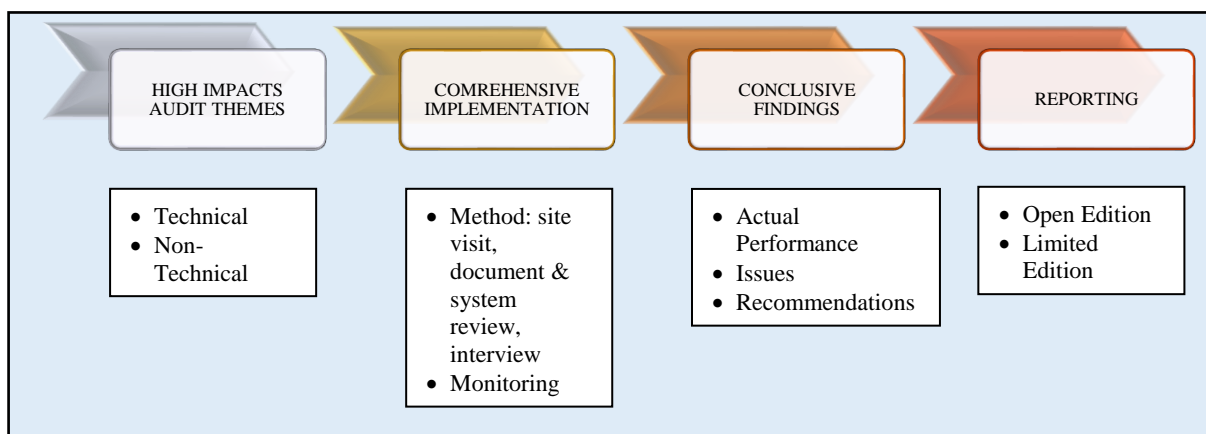 HIGH IMPACTS
AUDIT THEMES
COMREHENSIVE
IMPLEMENTATION
CONCLUSIVE
FINDINGS
REPORTING
• Technical
• Non-
Technical
• Method: site
visit,
document &
system
review,
interview
• Monitoring
• Actual
Performance
• Issues
• Recommendations
• Open Edition
• Limited
Edition